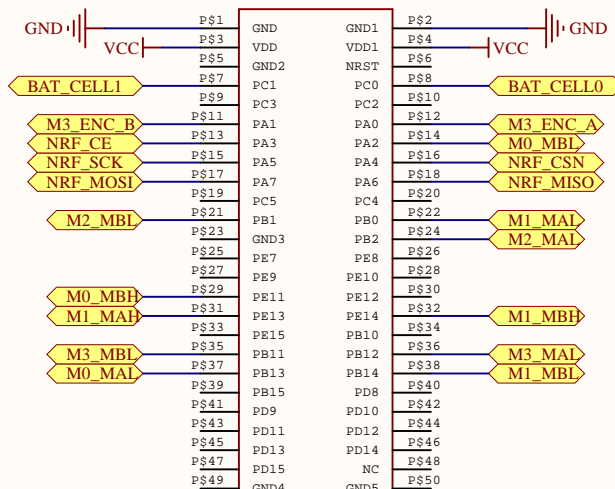 GND P$1 GND GND1 P$2 GND
VCC P$3 VDD VDD1 P$4 VCC
P$5 GND2 NRST P$6
BAT_CELL1 P$7 PC1 PC0 P$8 BAT_CELL0
P$9 PC3 PC2 P$10
M3_ENC_B P$11 PA1 PA0 P$12 M3_ENC_A
NRF_CE P$13 PA3 PA2 P$14 M0_MBL
NRF_SCK P$15 PA5 PA4 P$16 NRF_CSN
NRF_MOSI P$17 PA7 PA6 P$18 NRF_MISO
P$19 PC5 PC4 P$20
M2_MBL P$21 PB1 PB0 P$22 M1_MAL
P$23 GND3 PB2 P$24 M2_MAL
P$25 PE7 PE8 P$26
P$27 PE9 PE10 P$28
M0_MBH P$29 PE11 PE12 P$30
M1_MAH P$31 PE13 PE14 P$32 M1_MBH
P$33 PE15 PB10 P$34
M3_MBL P$35 PB11 PB12 P$36 M3_MAL
M0_MAL P$37 PB13 PB14 P$38 M1_MBL
P$39 PB15 PD8 P$40
P$41 PD9 PD10 P$42
P$43 PD11 PD12 P$44
P$45 PD13 PD14 P$46
P$47 PD15 NC P$48
P$49 GND4 GND5 P$50